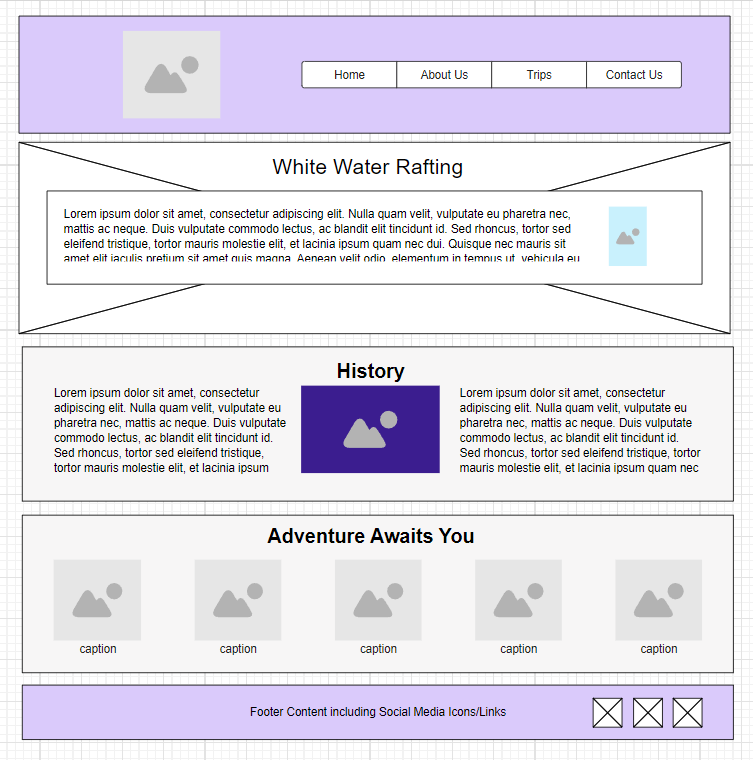 Home About Us Trips Contact Us
White Water Rafting
Lorem ipsum dolor sit amet, consectetur adipiscing elit. Nulla quam velit, vulputate eu pharetra nec,
mattis ac neque. Duis vulputate commodo lectus, ac blandit elit tincidunt id. Sed rhoncus, tortor sed
eleifend tristique, tortor mauris molestie elit, et lacinia ipsum quam nec dui. Quisque nec mauris sit
amet elit iaculis pretium sit amet quis magna. Aenean velit odio, elementum in tempus ut, vehicula eu
History
Lorem ipsum dolor sit amet, consectetur
adipiscing elit. Nulla quam velit, vulputate eu
pharetra nec, mattis ac neque. Duis vulputate
commodo lectus, ac blandit elit tincidunt id.
Sed rhoncus, tortor sed eleifend tristique,
tortor mauris molestie elit, et lacinia ipsum
Lorem ipsum dolor sit amet, consectetur
adipiscing elit. Nulla quam velit, vulputate eu
pharetra nec, mattis ac neque. Duis vulputate
commodo lectus, ac blandit elit tincidunt id.
Sed rhoncus, tortor sed eleifend tristique, tortor
mauris molestie elit, et lacinia ipsum quam nec
Adventure Awaits You
caption caption caption caption caption
Footer Content including Social Media Icons/Links